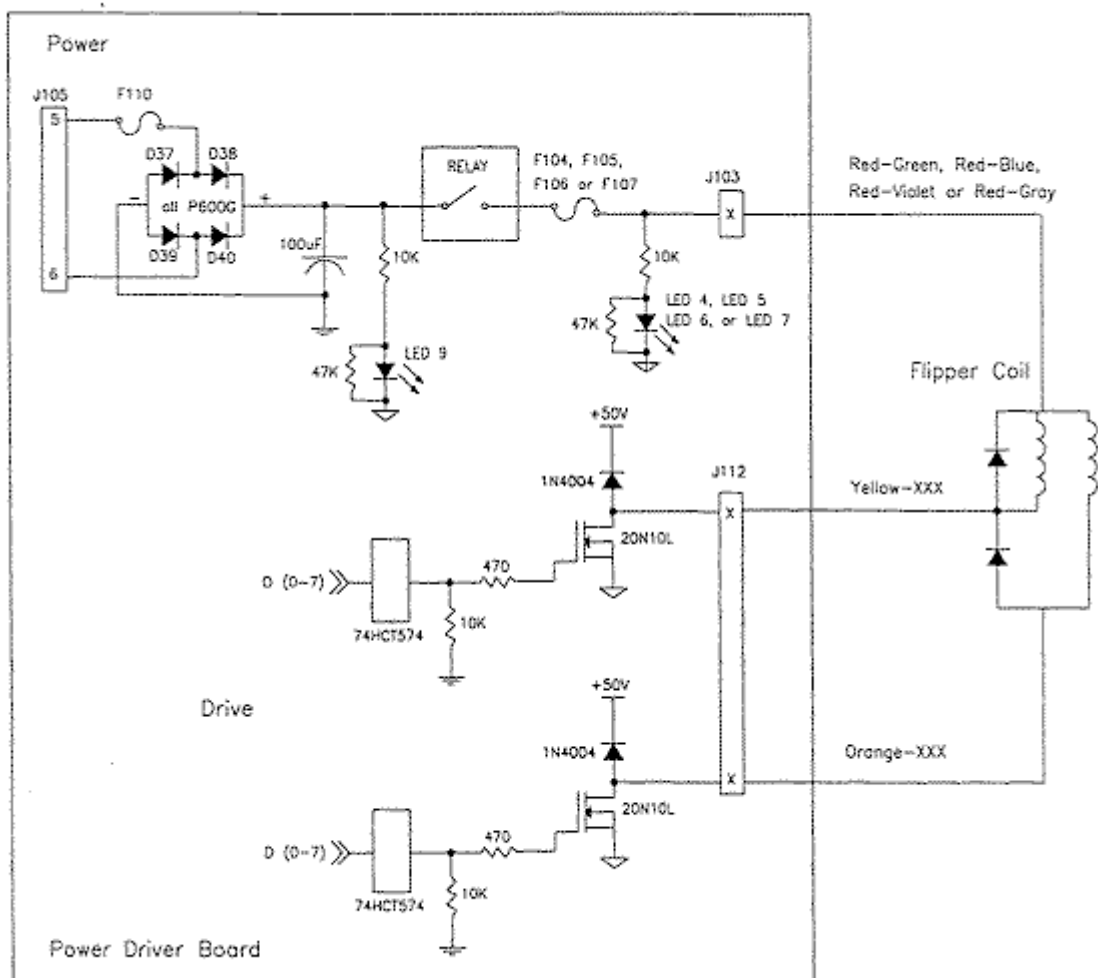 Power
J105
F110
5
D37
D38
- all P600G +
D39
D40
6
100uF
10K
47K
LED 9
RELAY
F104, F105,
F106 or F107
J103
X
10K
47K
LED 4, LED 5
LED 6, or LED 7
Red-Green, Red-Blue,
Red-Violet or Red-Gray
Flipper Coil
+50V
1N4004
J112
X
Yellow-XXX
20N10L
D (0-7)
74HCT574
470
10K
Drive
+50V
1N4004
X
Orange-XXX
20N10L
D (0-7)
74HCT574
470
10K
Power Driver Board